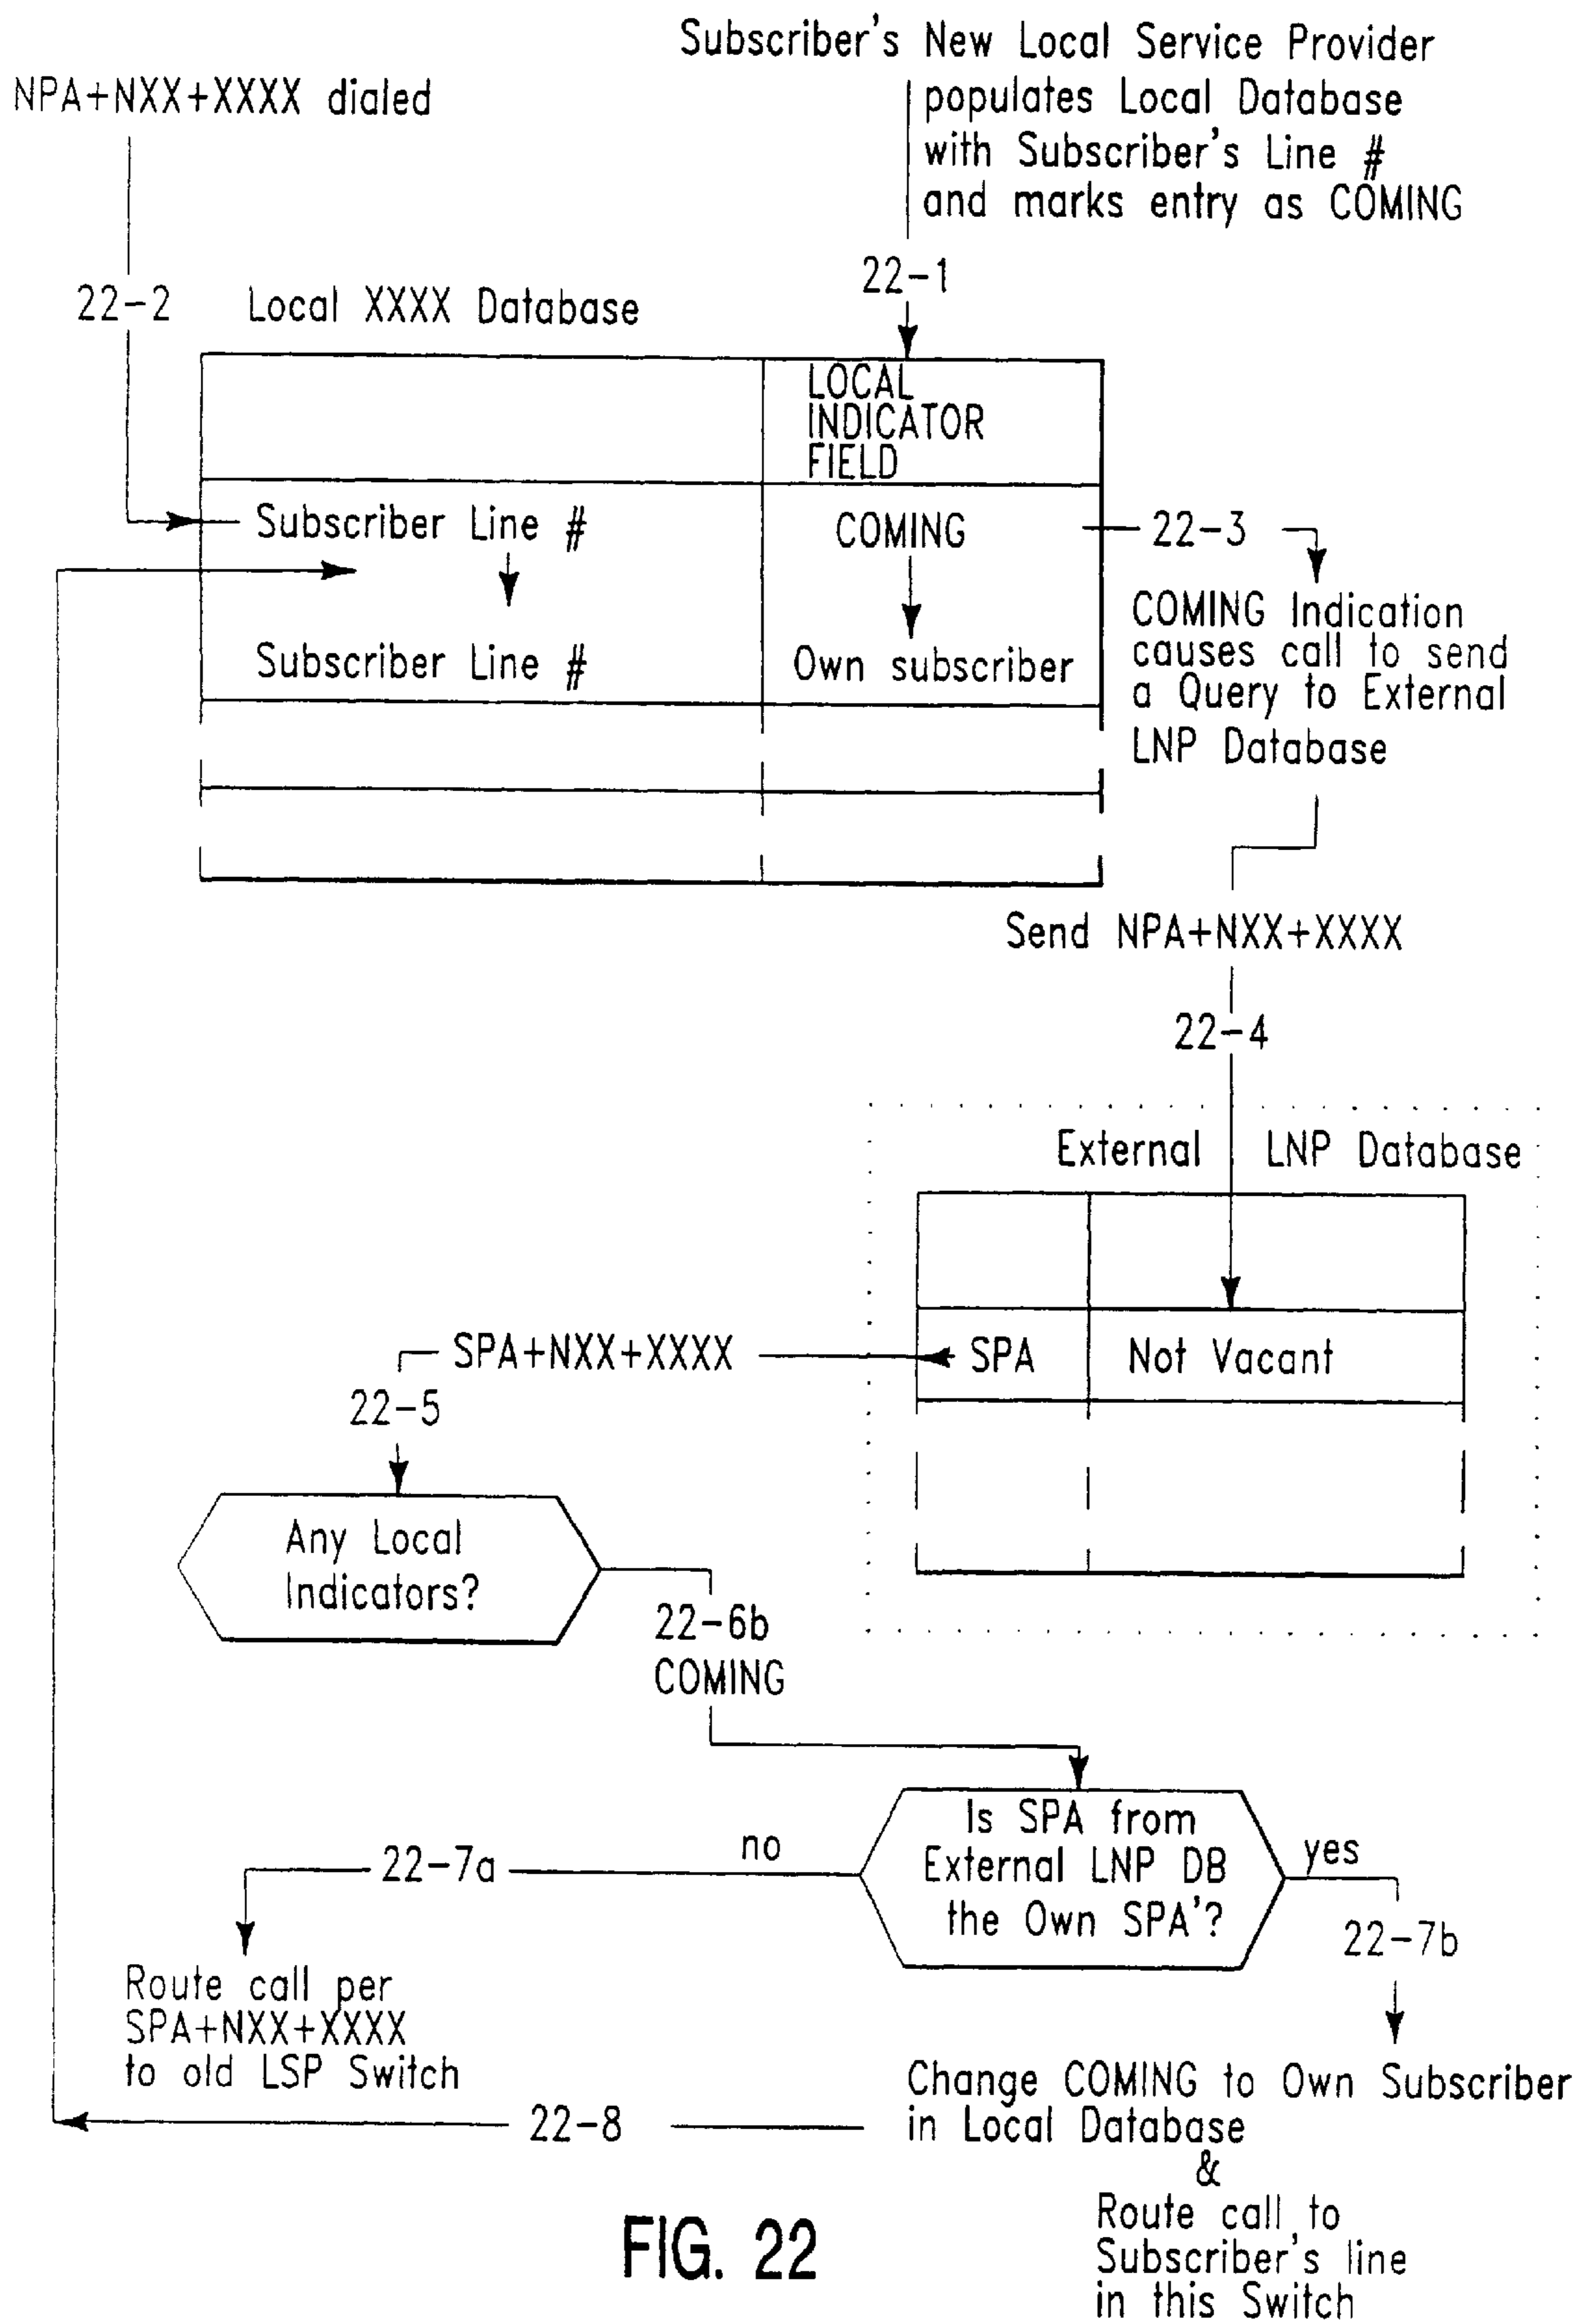 Subscriber's New Local Service Provider
populates Local Database
with Subscriber's Line #
and marks entry as COMING
NPA+NXX+XXXX dialed
22-1
22-2
Local XXXX Database
LOCAL
INDICATOR
FIELD
Subscriber Line #
COMING
22-3
Subscriber Line #
Own subscriber
COMING Indication
causes call to send
a Query to External
LNP Database
Send NPA+NXX+XXXX
22-4
External LNP Database
SPA+NXX+XXXX
SPA
Not Vacant
22-5
Any Local
Indicators?
22-6b
COMING
Is SPA from
External LNP DB
the Own SPA'?
no
yes
22-7a
22-7b
Route call per
SPA+NXX+XXXX
to old LSP Switch
Change COMING to Own Subscriber
in Local Database
&
Route call to
Subscriber's line
in this Switch
22-8
FIG. 22